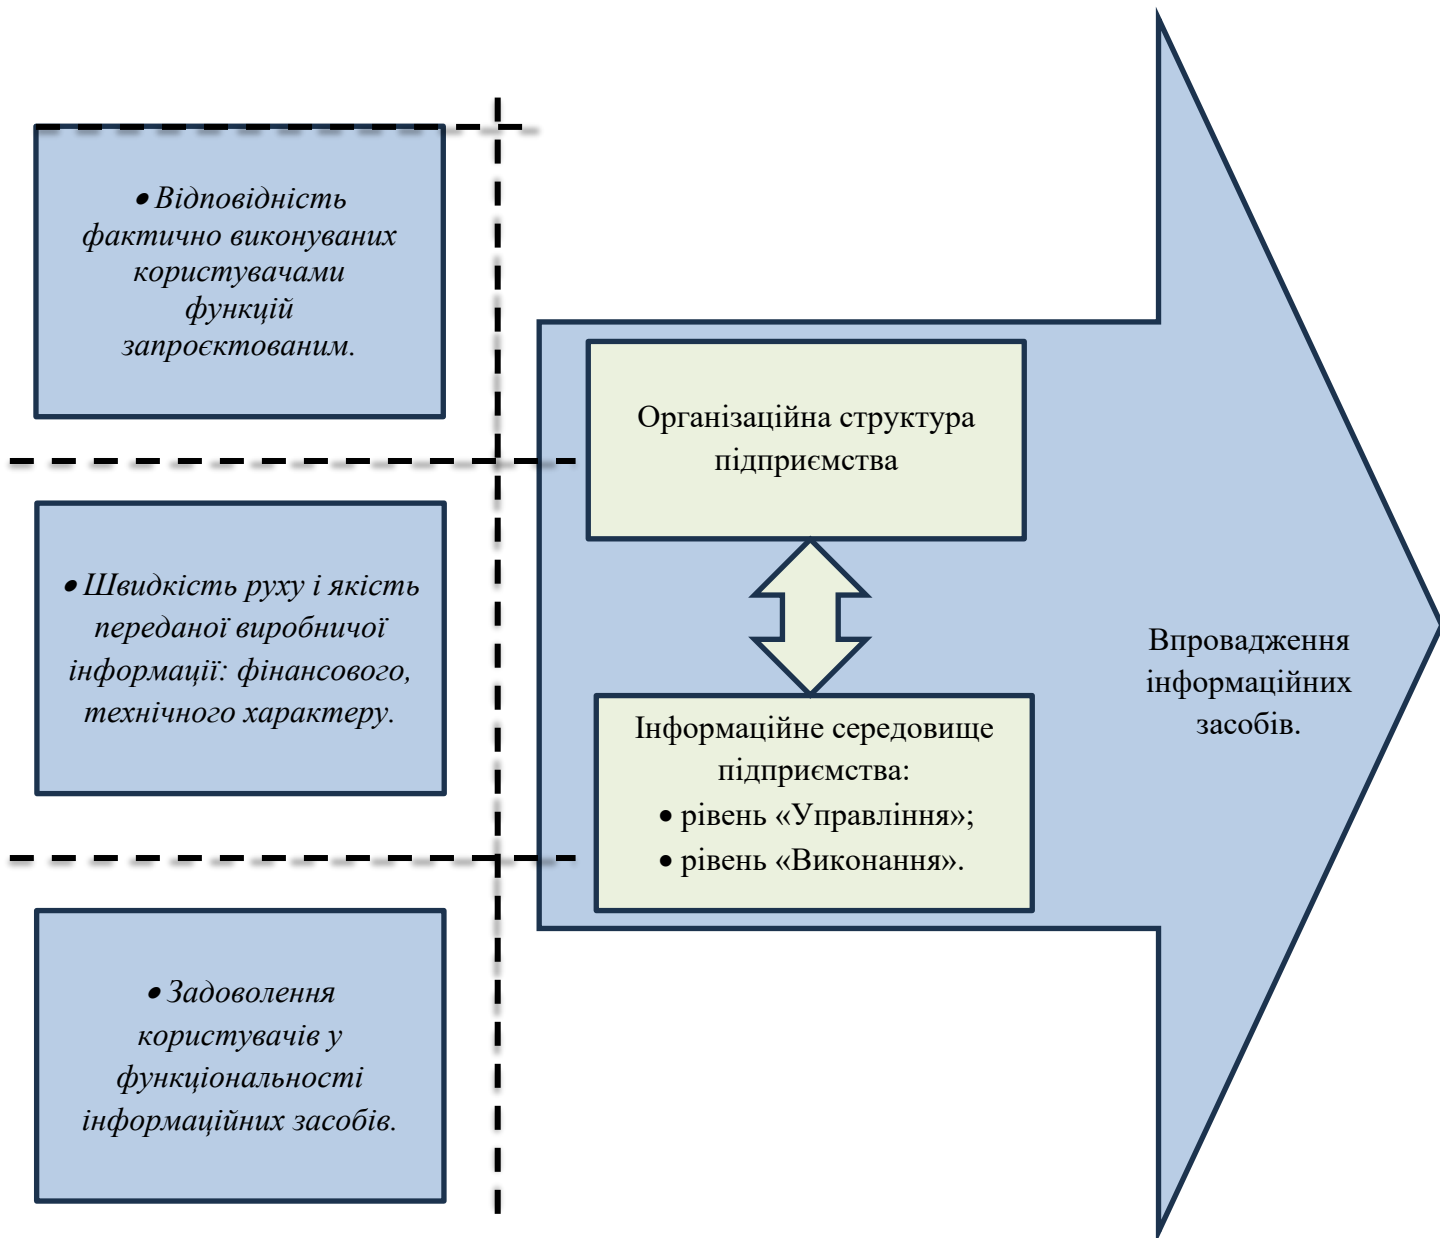 • Відповідність
фактично виконуваних
користувачами
функцій
запроєктованим.
• Швидкість руху і якість
переданої виробничої
інформації: фінансового,
технічного характеру.
• Задоволення
користувачів у
функціональності
інформаційних засобів.
Організаційна структура
підприємства
Інформаційне середовище
підприємства:
• рівень «Управління»;
• рівень «Виконання».
Впровадження
інформаційних
засобів.